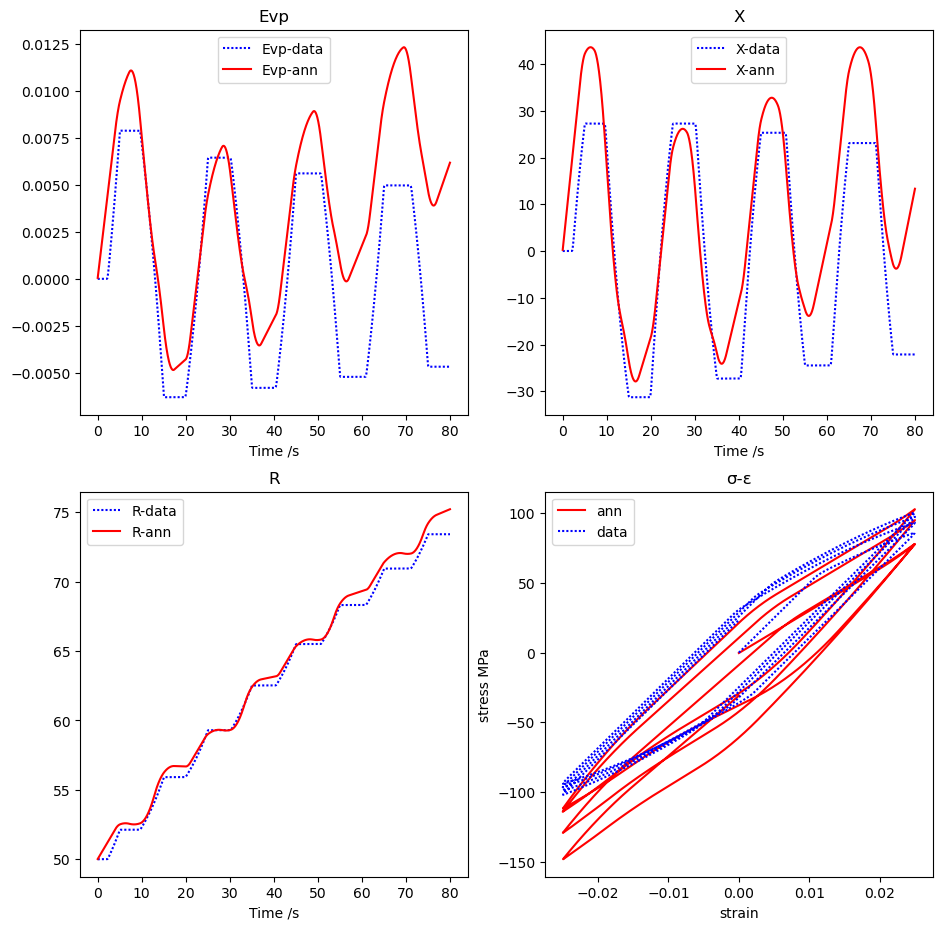 Evp
Evp-data
Evp-ann
0.0125
0.0100
0.0075
0.0050
0.0025
0.0000
−0.0025
−0.0050
0 10 20 30 40 50 60 70 80
Time /s
X
X-data
X-ann
40
30
20
10
0
−10
−20
−30
0 10 20 30 40 50 60 70 80
Time /s
R
R-data
R-ann
75
70
65
60
55
50
0 10 20 30 40 50 60 70 80
Time /s
σ-ε
ann
data
100
50
0
−50
−100
−150
stress MPa
−0.02 −0.01 0.00 0.01 0.02
strain